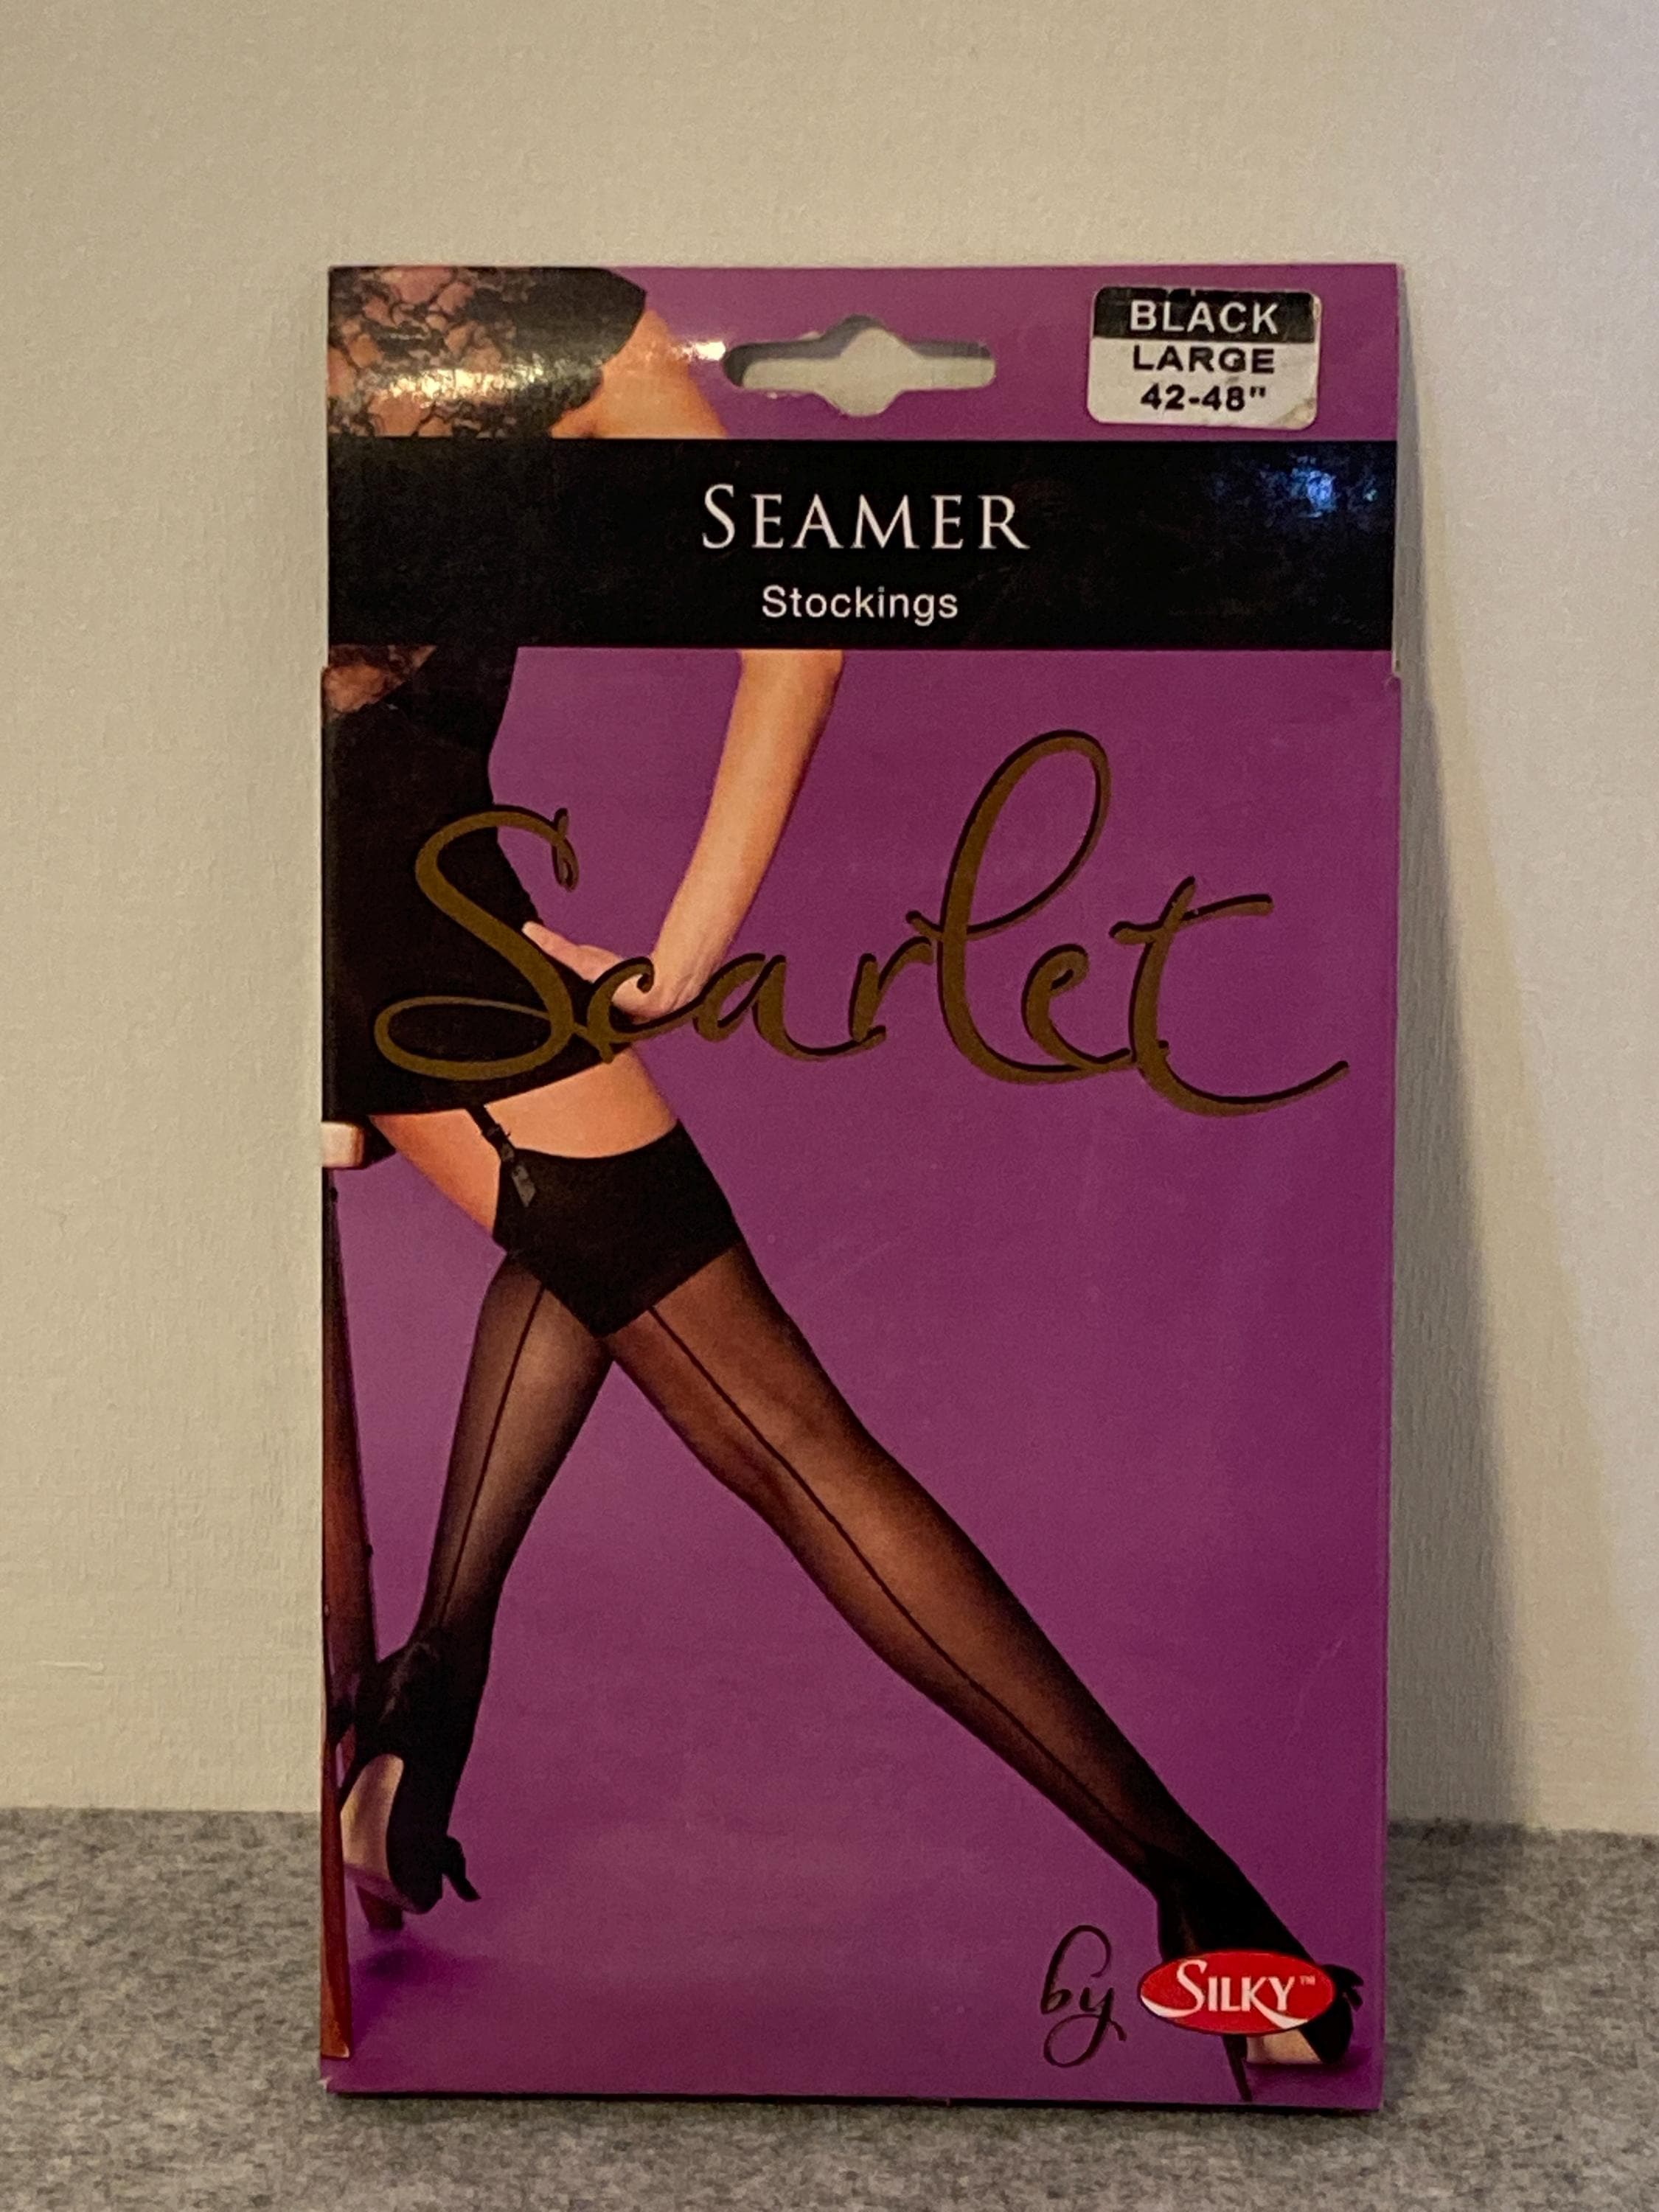 BLACK
LARGE
42-48"
SEAMER
Stockings
Scarlet
by SILKY™